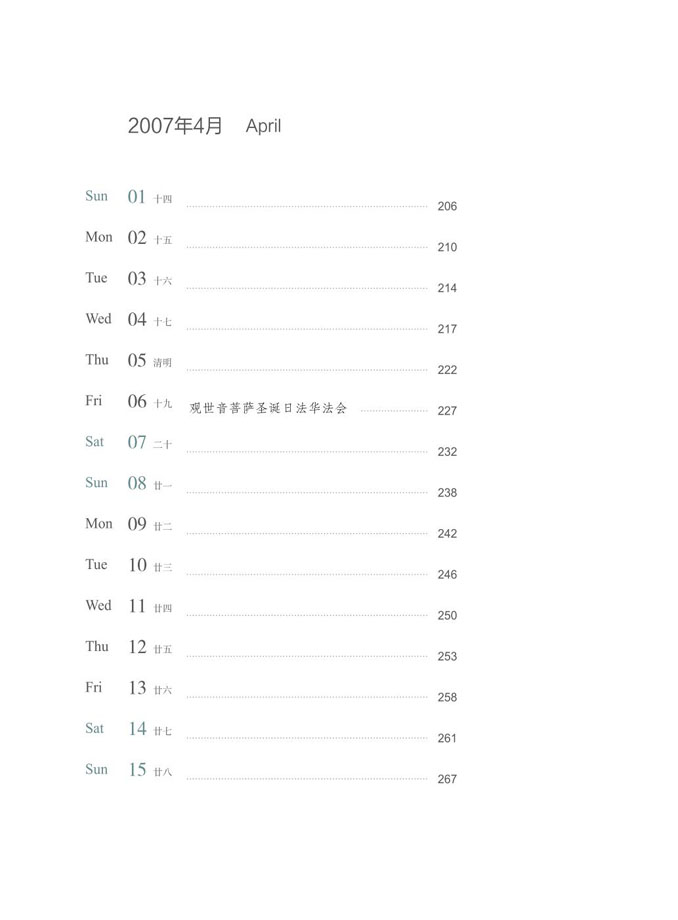 2007年4月 April
Sun 01 十四 206
Mon 02 十五 210
Tue 03 十六 214
Wed 04 十七 217
Thu 05 清明 222
Fri 06 十九 观世音菩萨圣诞日法华法会 227
Sat 07 二十 232
Sun 08 廿一 238
Mon 09 廿二 242
Tue 10 廿三 246
Wed 11 廿四 250
Thu 12 廿五 253
Fri 13 廿六 258
Sat 14 廿七 261
Sun 15 廿八 267